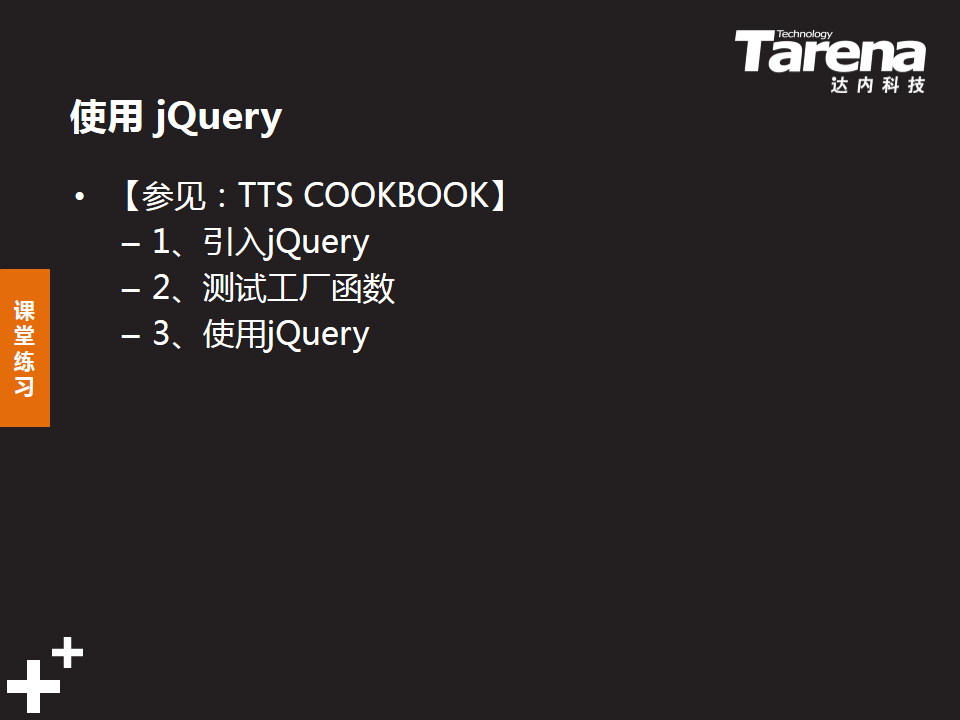 Technology
Tarena
达内科技
使用 jQuery
• 【参见：TTS COOKBOOK】
– 1、引入jQuery
– 2、测试工厂函数
– 3、使用jQuery
课堂练习